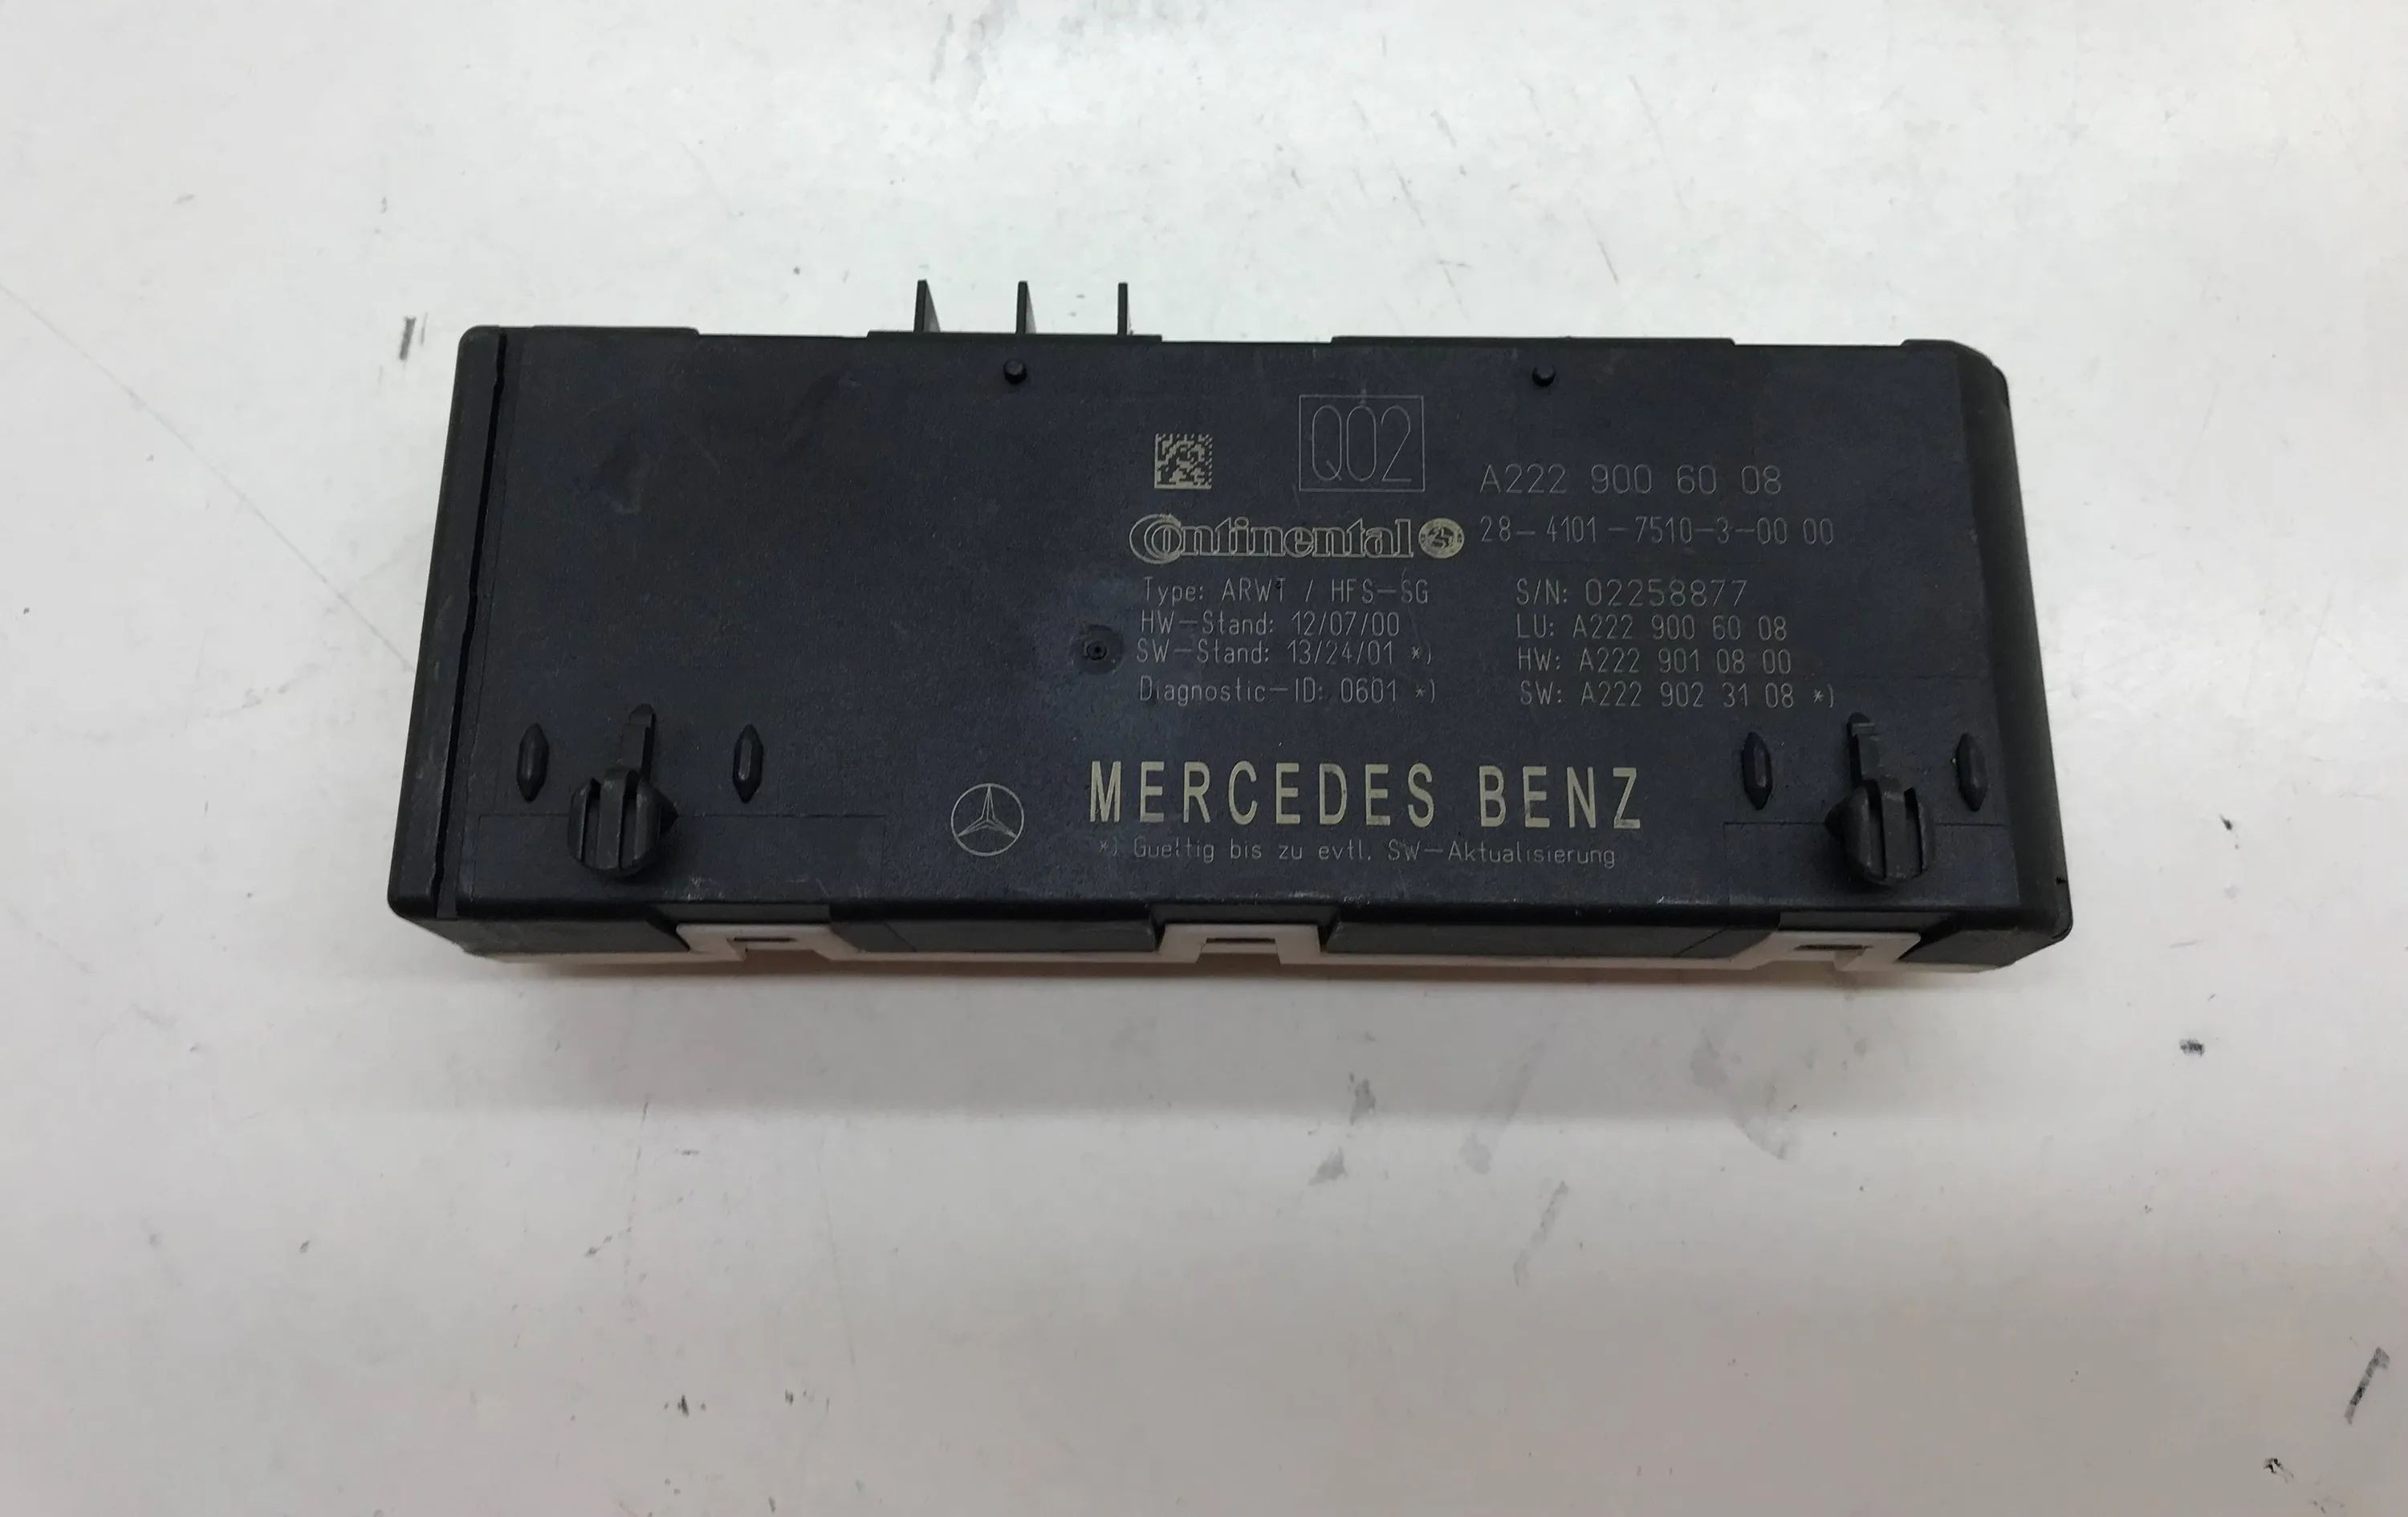 Q02
A222 900 60 08
Continental
28-4101-7510-3-00 00
Type: ARWT / HFS-SG
S/N: 02258877
HW-Stand: 12/07/00
LU: A222 900 60 08
SW-Stand: 13/24/01 *)
HW: A222 901 08 00
Diagnostic-ID: 0601 *)
SW: A222 902 31 08 *)
MERCEDES BENZ
*) Gueltig bis zu evtl. SW-Aktualisierung